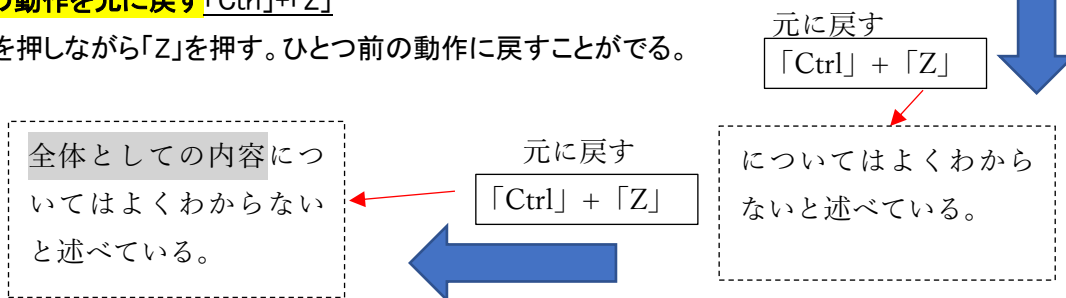 の動作を元に戻す「Ctrl」+「Z」
を押しながら「Z」を押す。ひとつ前の動作に戻すことがでる。
元に戻す
「Ctrl」+「Z」
全体としての内容につ
いてはよくわからない
と述べている。
元に戻す
「Ctrl」+「Z」
についてはよくわから
ないと述べている。